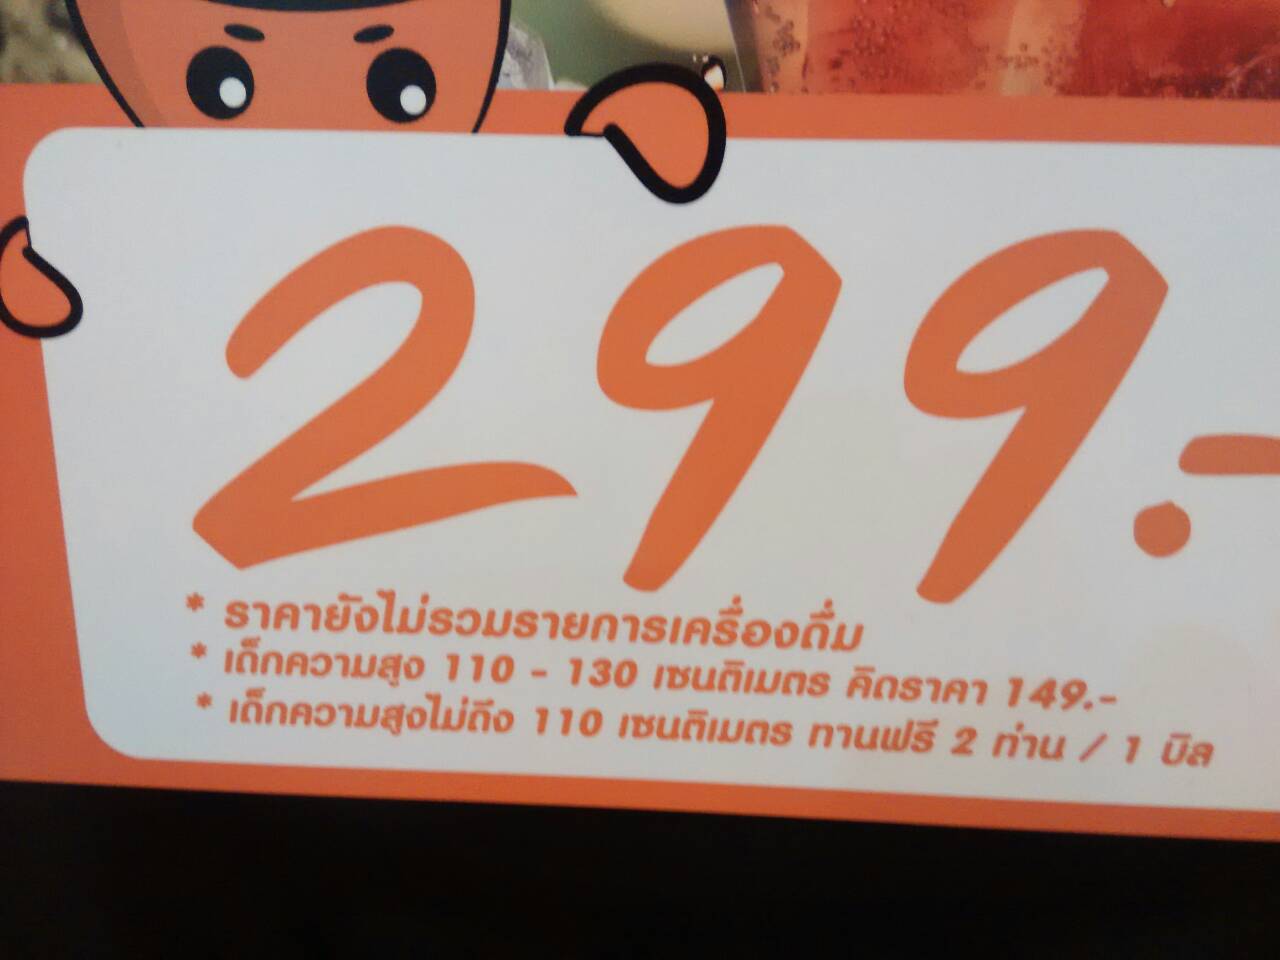 299.-
* ราคายังไม่รวมรายการเครื่องดื่ม
* เด็กความสูง 110 - 130 เซนติเมตร คิดราคา 149.-
* เด็กความสูงไม่ถึง 110 เซนติเมตร ทานฟรี 2 ท่าน / 1 บิล